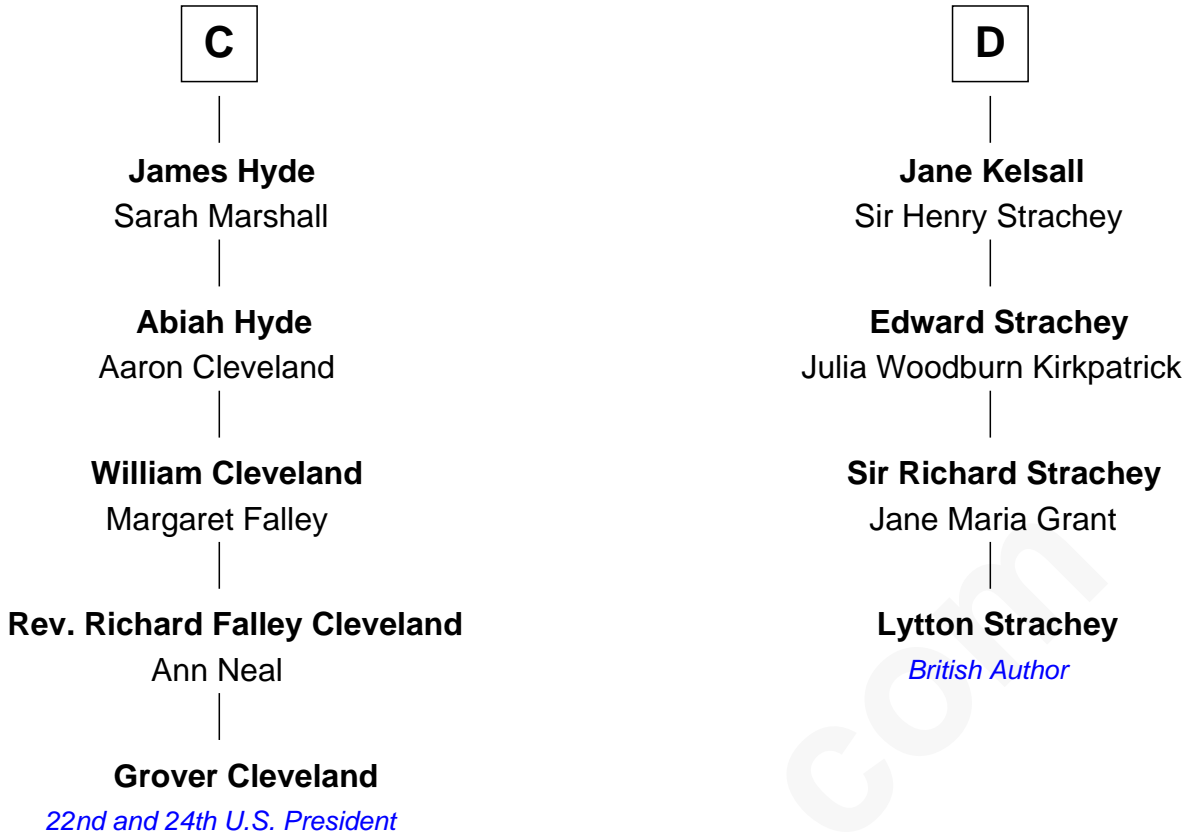 C
James Hyde
Sarah Marshall
Abiah Hyde
Aaron Cleveland
William Cleveland
Margaret Falley
Rev. Richard Falley Cleveland
Ann Neal
Grover Cleveland
22nd and 24th U.S. President
D
Jane Kelsall
Sir Henry Strachey
Edward Strachey
Julia Woodburn Kirkpatrick
Sir Richard Strachey
Jane Maria Grant
Lytton Strachey
British Author
com